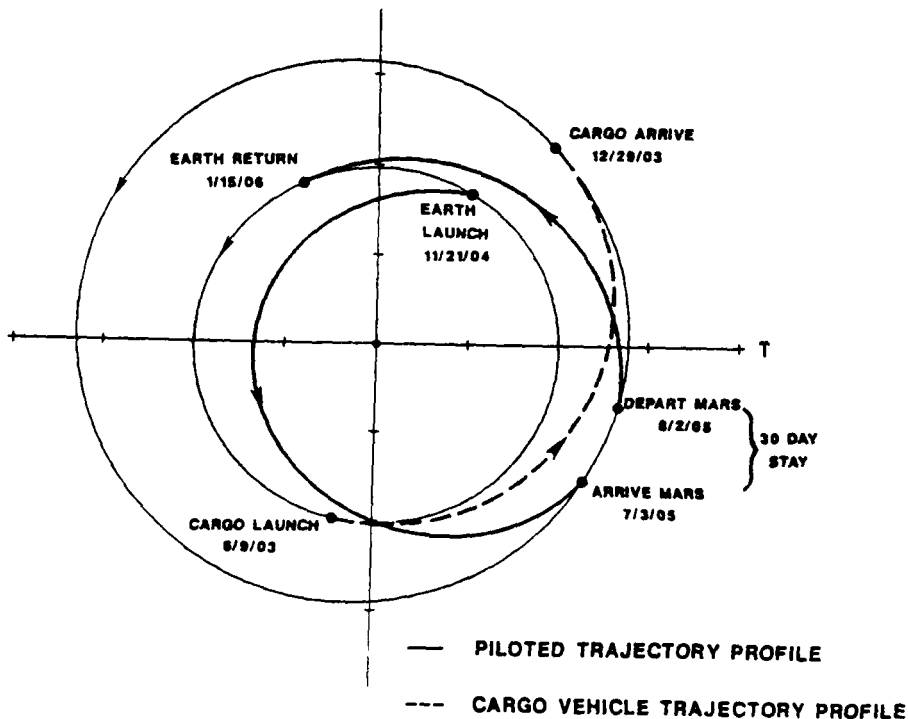 CARGO ARRIVE
12/29/03
EARTH RETURN
1/15/06
EARTH
LAUNCH
11/21/04
T
DEPART MARS
8/2/05
30 DAY
STAY
ARRIVE MARS
7/3/05
CARGO LAUNCH
6/9/03
PILOTED TRAJECTORY PROFILE
CARGO VEHICLE TRAJECTORY PROFILE